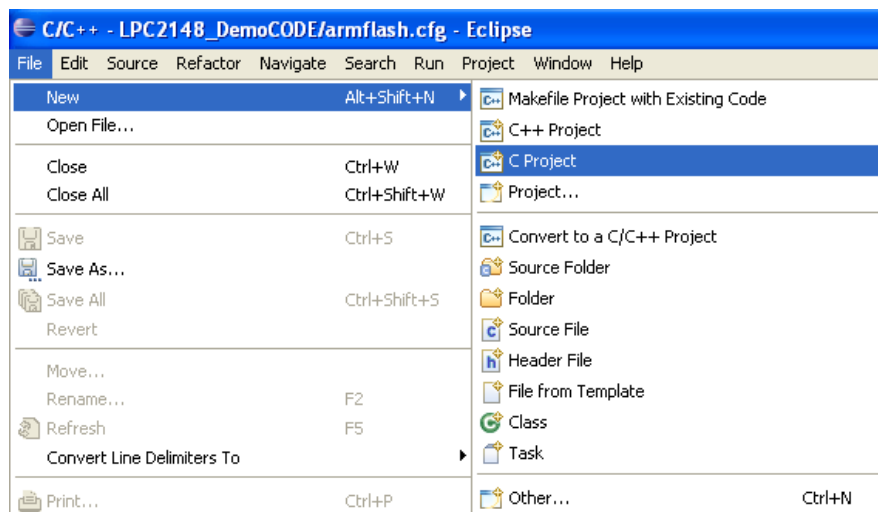 C/C++ - LPC2148_DemoCODE/armflash.cfg - Eclipse
File Edit Source Refactor Navigate Search Run Project Window Help
New Alt+Shift+N
Open File...
Close Ctrl+W
Close All Ctrl+Shift+W
Save Ctrl+S
Save As...
Save All Ctrl+Shift+S
Revert
Move...
Rename... F2
Refresh F5
Convert Line Delimiters To
Print... Ctrl+P
Makefile Project with Existing Code
C++ Project
C Project
Project...
Convert to a C/C++ Project
Source Folder
Folder
Source File
Header File
File from Template
Class
Task
Other... Ctrl+N